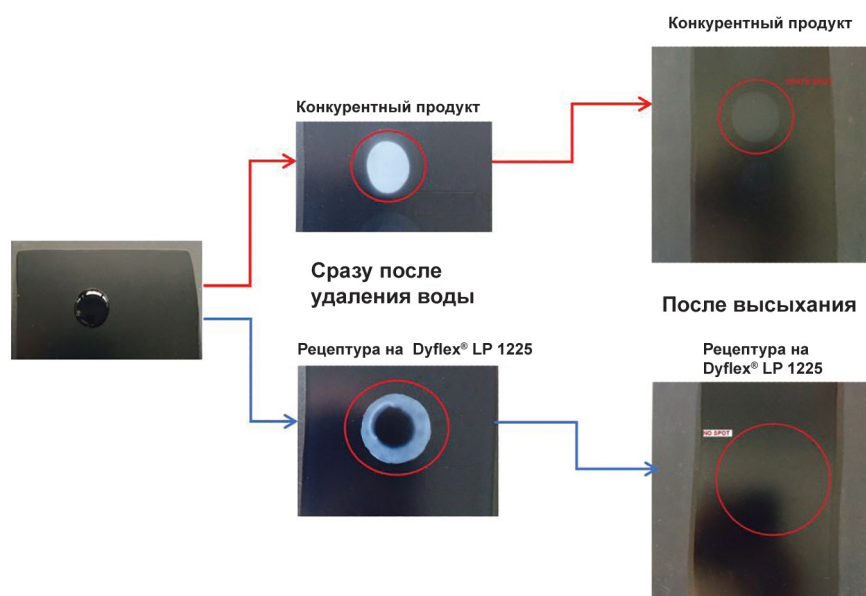 Конкурентный продукт
Конкурентный продукт
Сразу после
удаления воды
После высыхания
Рецептура на Dyflex® LP 1225
Рецептура на
Dyflex® LP 1225
NO SPOT